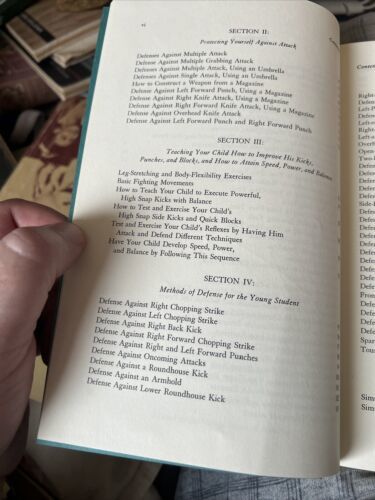 vi
SECTION II:
Protecting Yourself Against Attack
Defenses Against Multiple Attack
Defense Against Multiple Grabbing Attack
Defense Against Multiple Attack, Using an Umbrella
Defenses Against Single Attack, Using an Umbrella
How to Construct a Weapon from a Magazine
Defense Against Left Forward Punch, Using a Magazine
Defense Against Right Knife Attack, Using a Magazine
Defense Against Right Forward Knife Attack, Using a Magazine
Defense Against Overhead Knife Attack
Defense Against Left Forward Punch and Right Forward Punch
SECTION III:
Teaching Your Child How to Improve His Kicks,
Punches, and Blocks, and How to Attain Speed, Power, and Balance
Leg-Stretching and Body-Flexibility Exercises
Basic Fighting Movements
How to Teach Your Child to Execute Powerful,
High Snap Kicks with Balance
How to Test and Exercise Your Child's
High Snap Side Kicks and Quick Blocks
Test and Exercise Your Child's Reflexes by Having Him
Attack and Defend Different Techniques
Have Your Child Develop Speed, Power,
and Balance by Following This Sequence
SECTION IV:
Methods of Defense for the Young Student
Defense Against Right Chopping Strike
Defense Against Left Chopping Strike
Defense Against Right Back Kick
Defense Against Right Forward Chopping Strike
Defense Against Right and Left Forward Punches
Defense Against Oncoming Attacks
Defense Against a Roundhouse Kick
Defense Against an Armhold
Defense Against Lower Roundhouse Kick